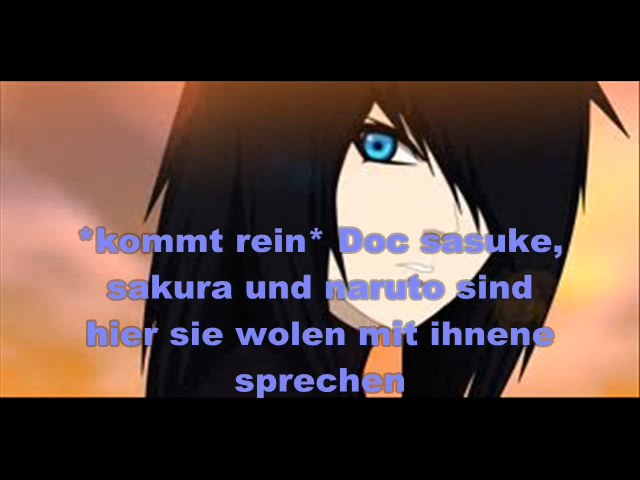 *kommt rein* Doc sasuke,
sakura und naruto sind
hier sie wolen mit ihnene
sprechen